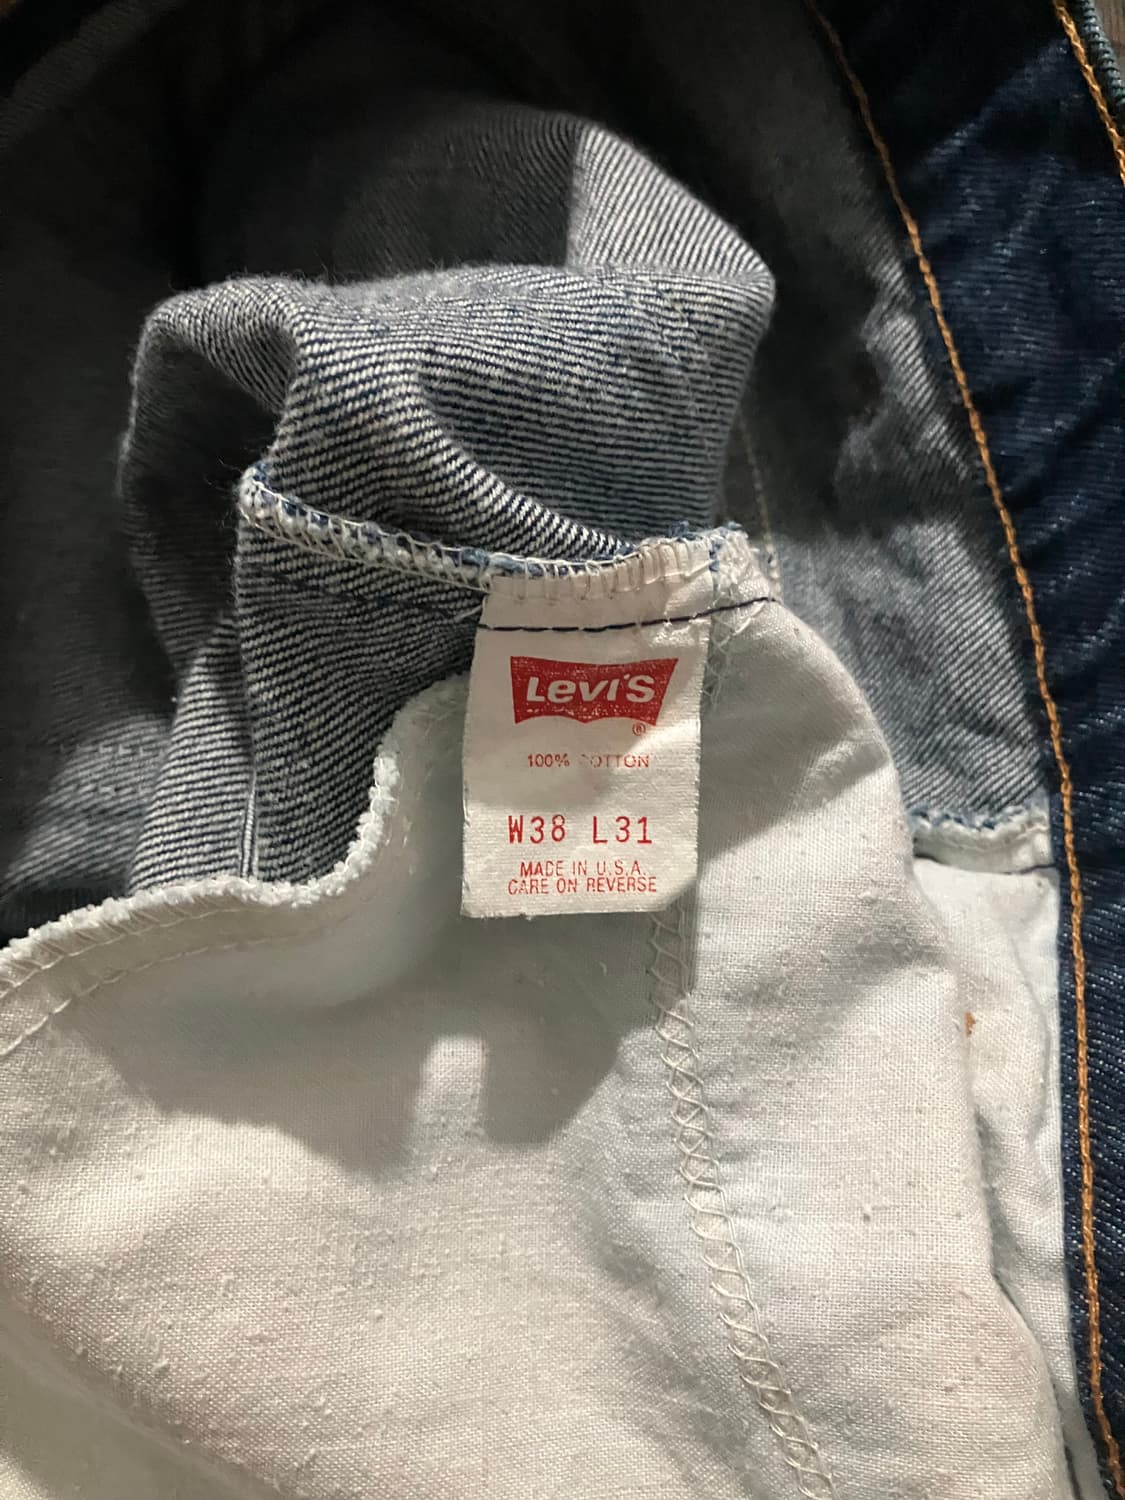 Levi's
®
100% COTTON
W38 L31
MADE IN U.S.A.
CARE ON REVERSE